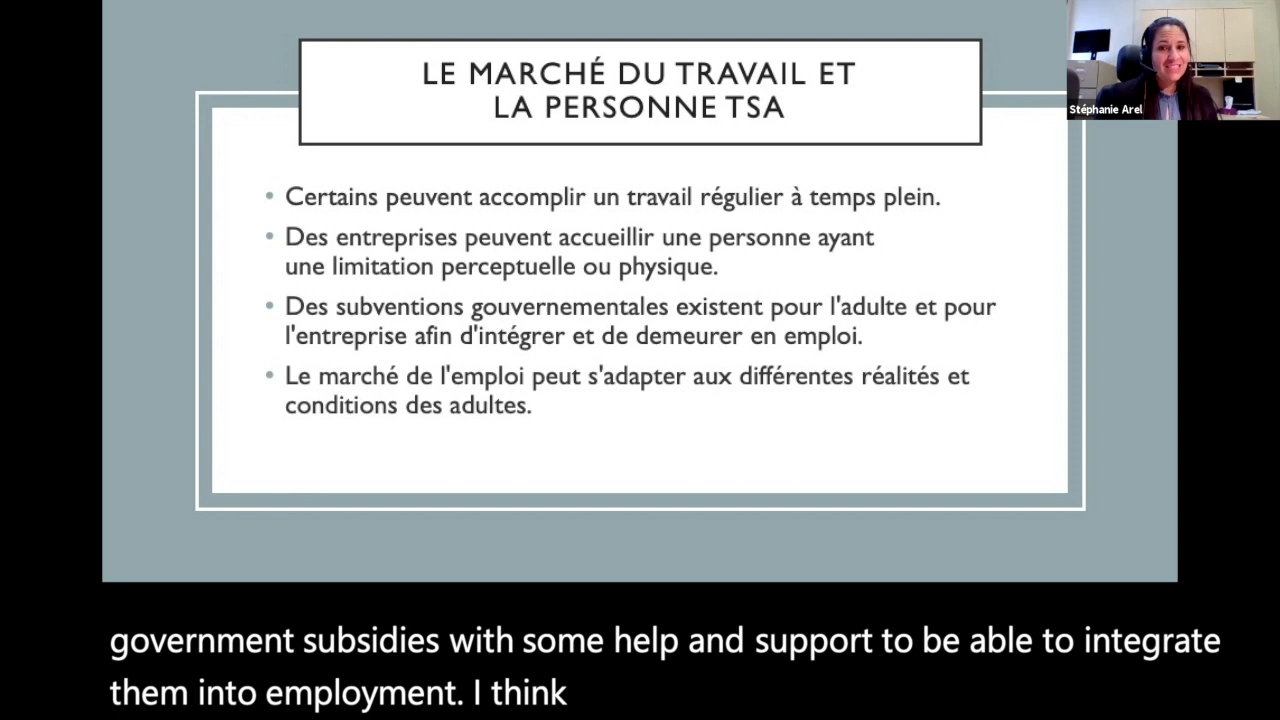 LE MARCHÉ DU TRAVAIL ET
LA PERSONNE TSA
Stéphanie Arel
• Certains peuvent accomplir un travail régulier à temps plein.
• Des entreprises peuvent accueillir une personne ayant
une limitation perceptuelle ou physique.
• Des subventions gouvernementales existent pour l'adulte et pour
l'entreprise afin d'intégrer et de demeurer en emploi.
• Le marché de l'emploi peut s'adapter aux différentes réalités et
conditions des adultes.
government subsidies with some help and support to be able to integrate
them into employment. I think